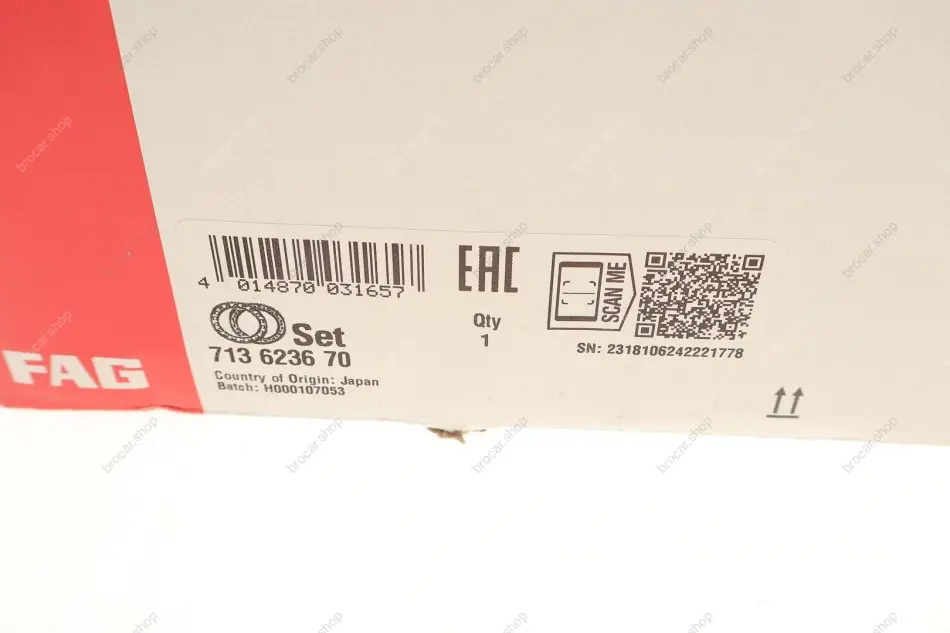 4 014870 031657
EAC
SCAN ME
Set
Qty
1
713 6236 70
SN: 2318106242221778
Country of Origin: Japan
Batch: H000107053
FAG
brocar.shop